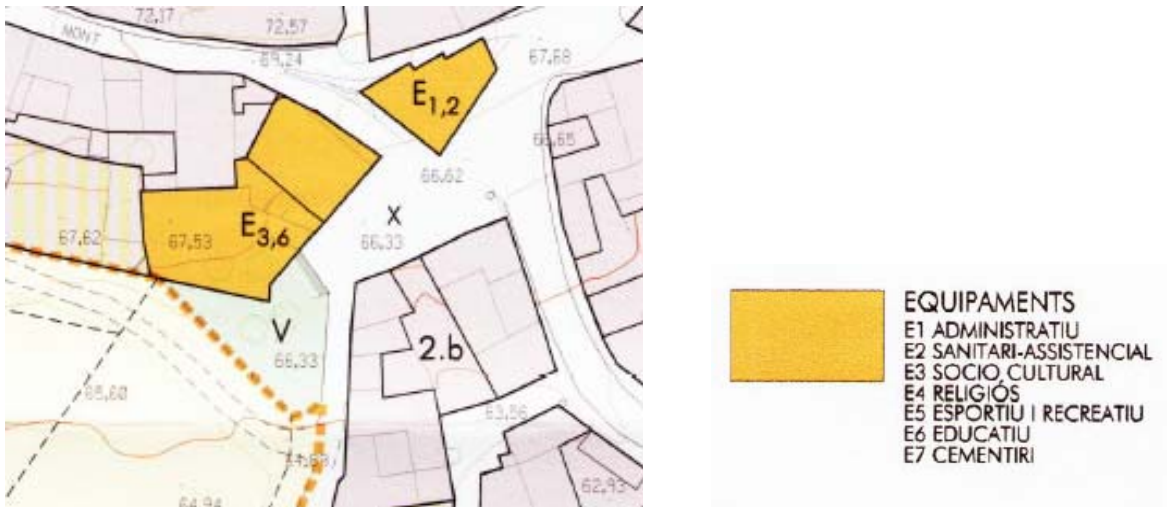 72,17
72,57
MONT
69,24
67,68
E1,2
66,62
X
66,33
E3,6
67,62
67,53
V
66,33
2.b
65,60
63,56
64,94
62,93
EQUIPAMENTS
E1 ADMINISTRATIU
E2 SANITARI-ASSISTENCIAL
E3 SOCIO CULTURAL
E4 RELIGIÓS
E5 ESPORTIU I RECREATIU
E6 EDUCATIU
E7 CEMENTIRI